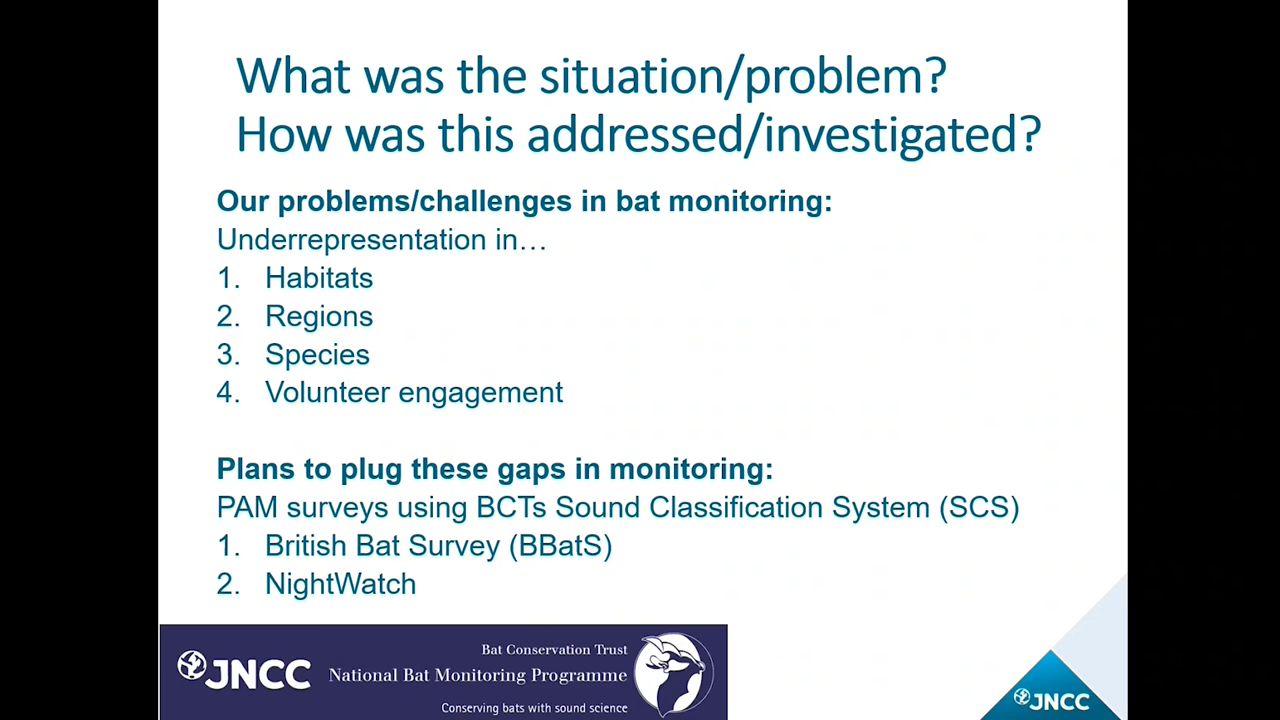 What was the situation/problem?
How was this addressed/investigated?
Our problems/challenges in bat monitoring:
Underrepresentation in…
1. Habitats
2. Regions
3. Species
4. Volunteer engagement
Plans to plug these gaps in monitoring:
PAM surveys using BCTs Sound Classification System (SCS)
1. British Bat Survey (BBatS)
2. NightWatch
JNCC
Bat Conservation Trust
National Bat Monitoring Programme
Conserving bats with sound science
JNCC